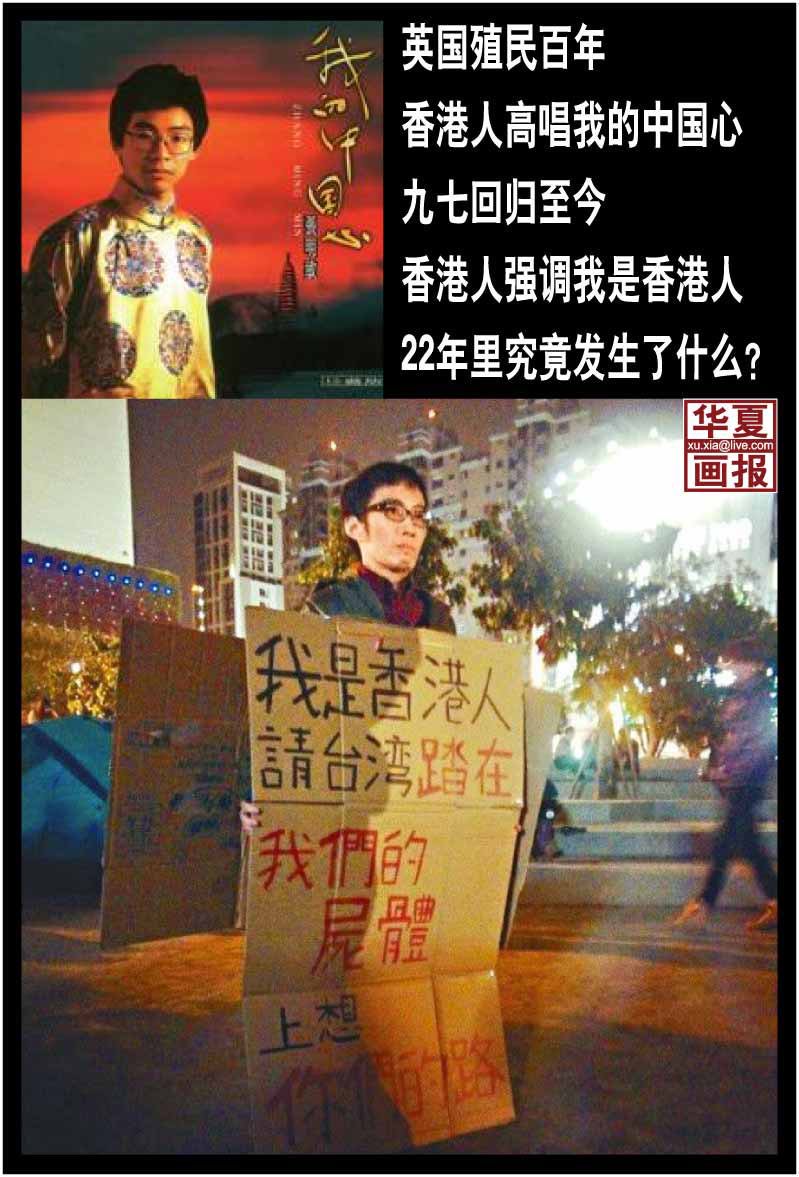 我的中国心
ZHANG MING MIN
张明敏
英国殖民百年
香港人高唱我的中国心
九七回归至今
香港人强调我是香港人
22年里究竟发生了什么？
华夏
xu.xia@live.com
画报
我是香港人
請台湾踏在
我們的
屍體
上想
你們的路